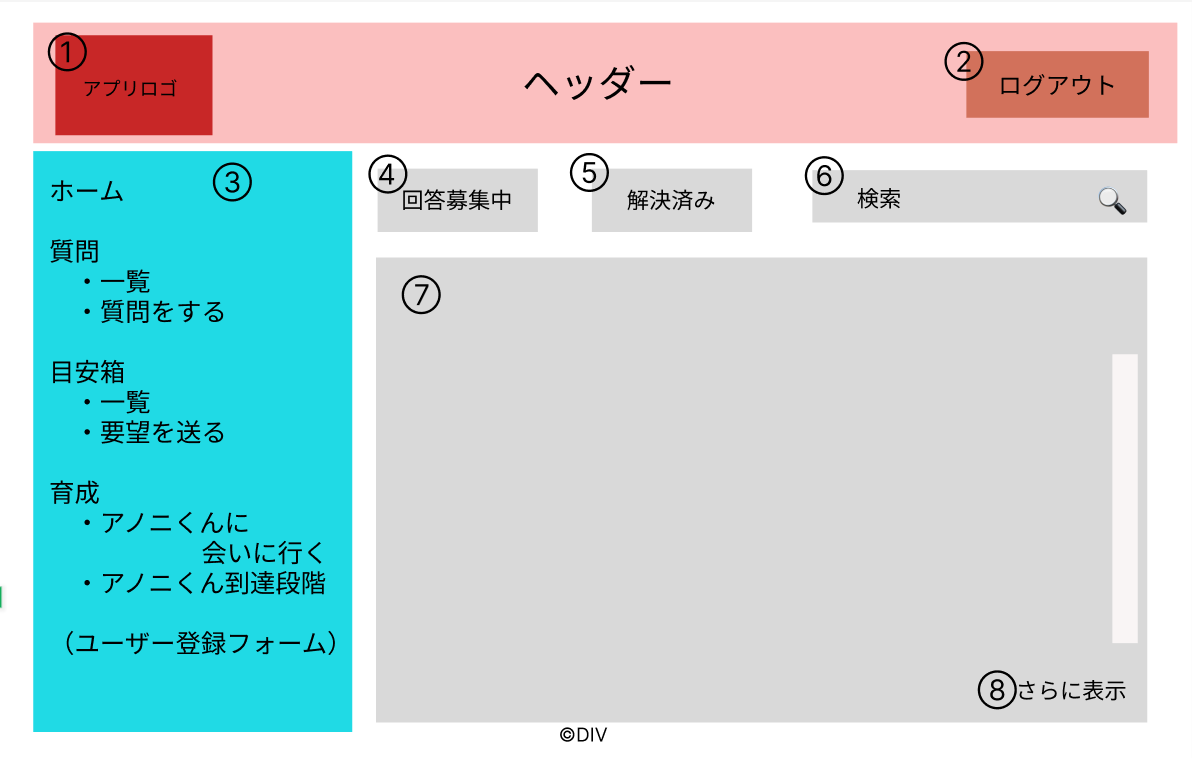 ①
アプリロゴ
ヘッダー
②
ログアウト
③
ホーム
質問
・一覧
・質問をする
目安箱
・一覧
・要望を送る
育成
・アノニくんに
会いに行く
・アノニくん到達段階
（ユーザー登録フォーム）
④
回答募集中
⑤
解決済み
⑥
検索
⑦
⑧さらに表示
©DIV